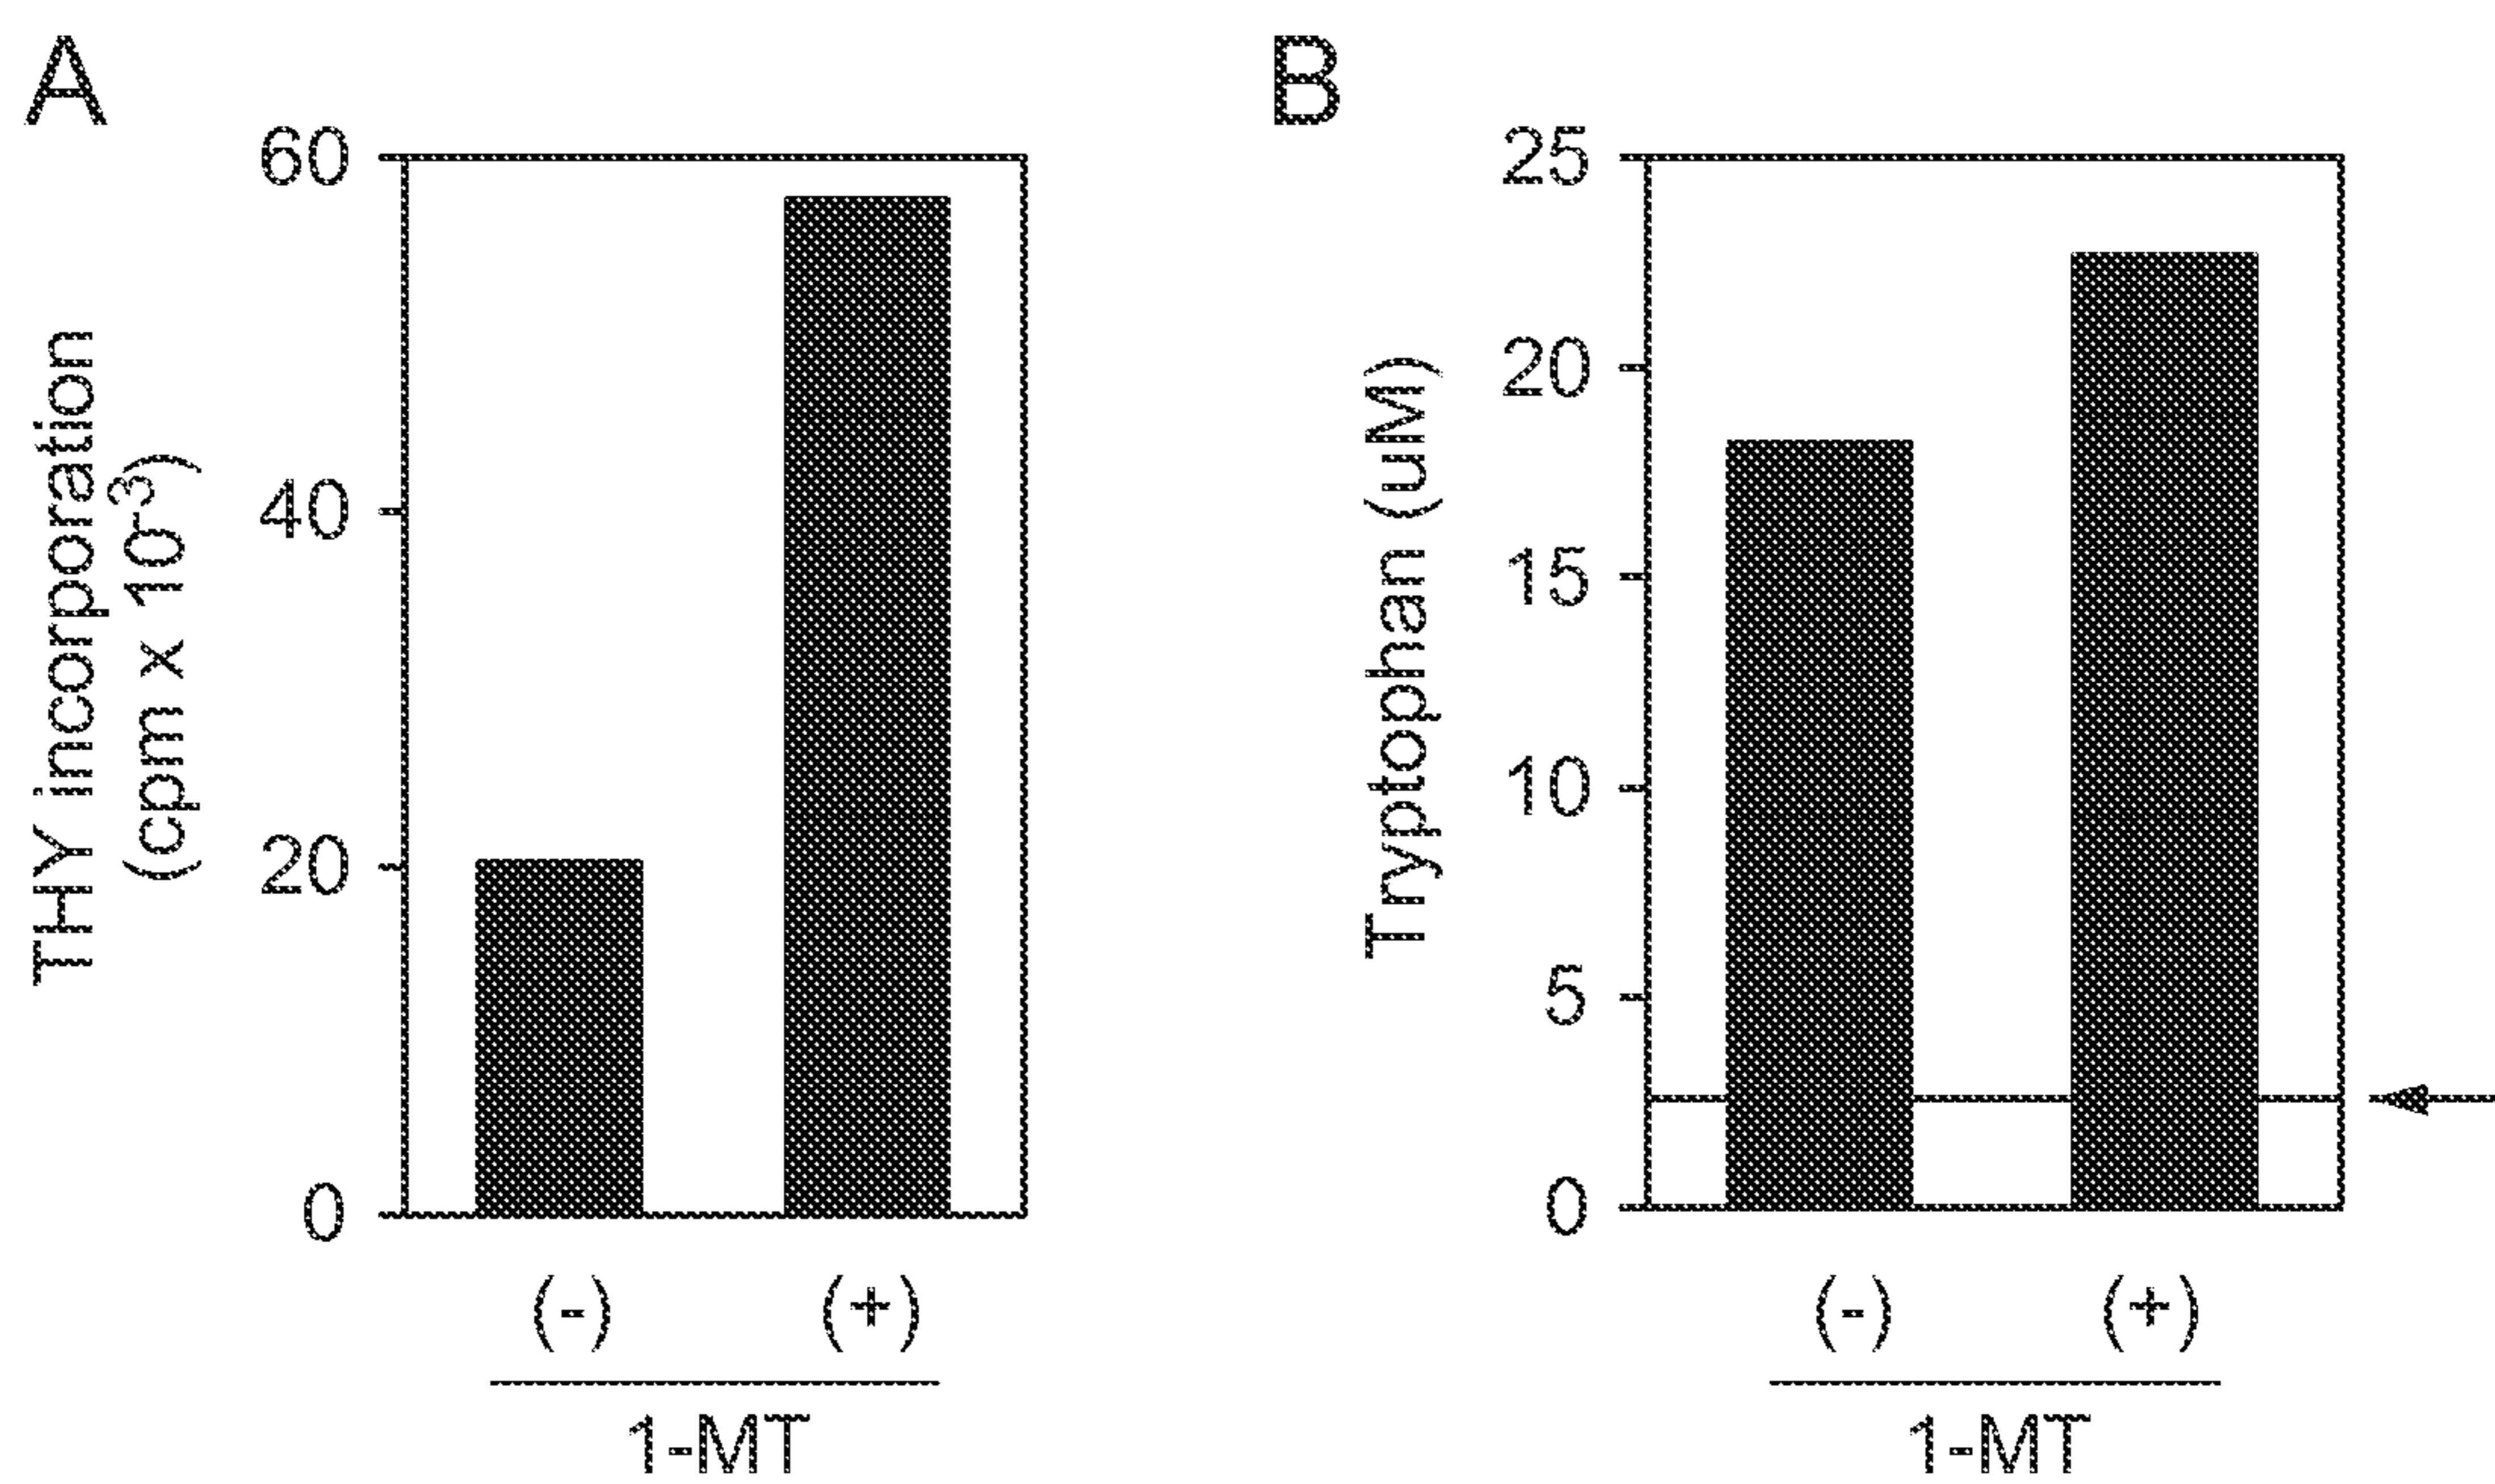 A
THY incorporation
(cpm x 10⁻³)
60
40
20
0
(-)
(+)
1-MT
B
Tryptophan (uM)
25
20
15
10
5
0
(-)
(+)
1-MT